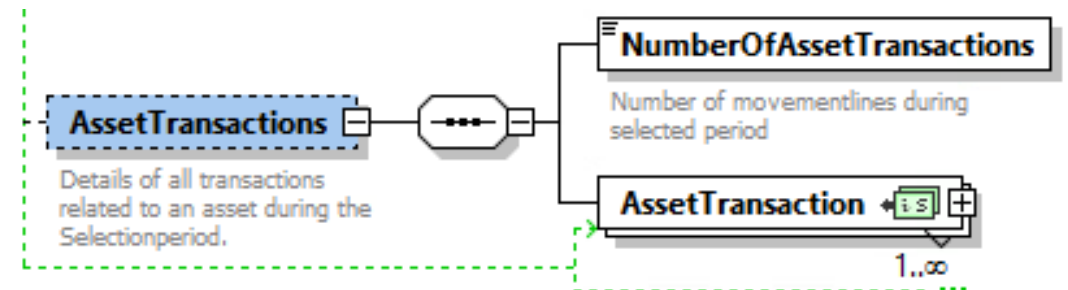 NumberOfAssetTransactions
Number of movementlines during
selected period
AssetTransactions
Details of all transactions
related to an asset during the
Selectionperiod.
AssetTransaction
is
1..∞